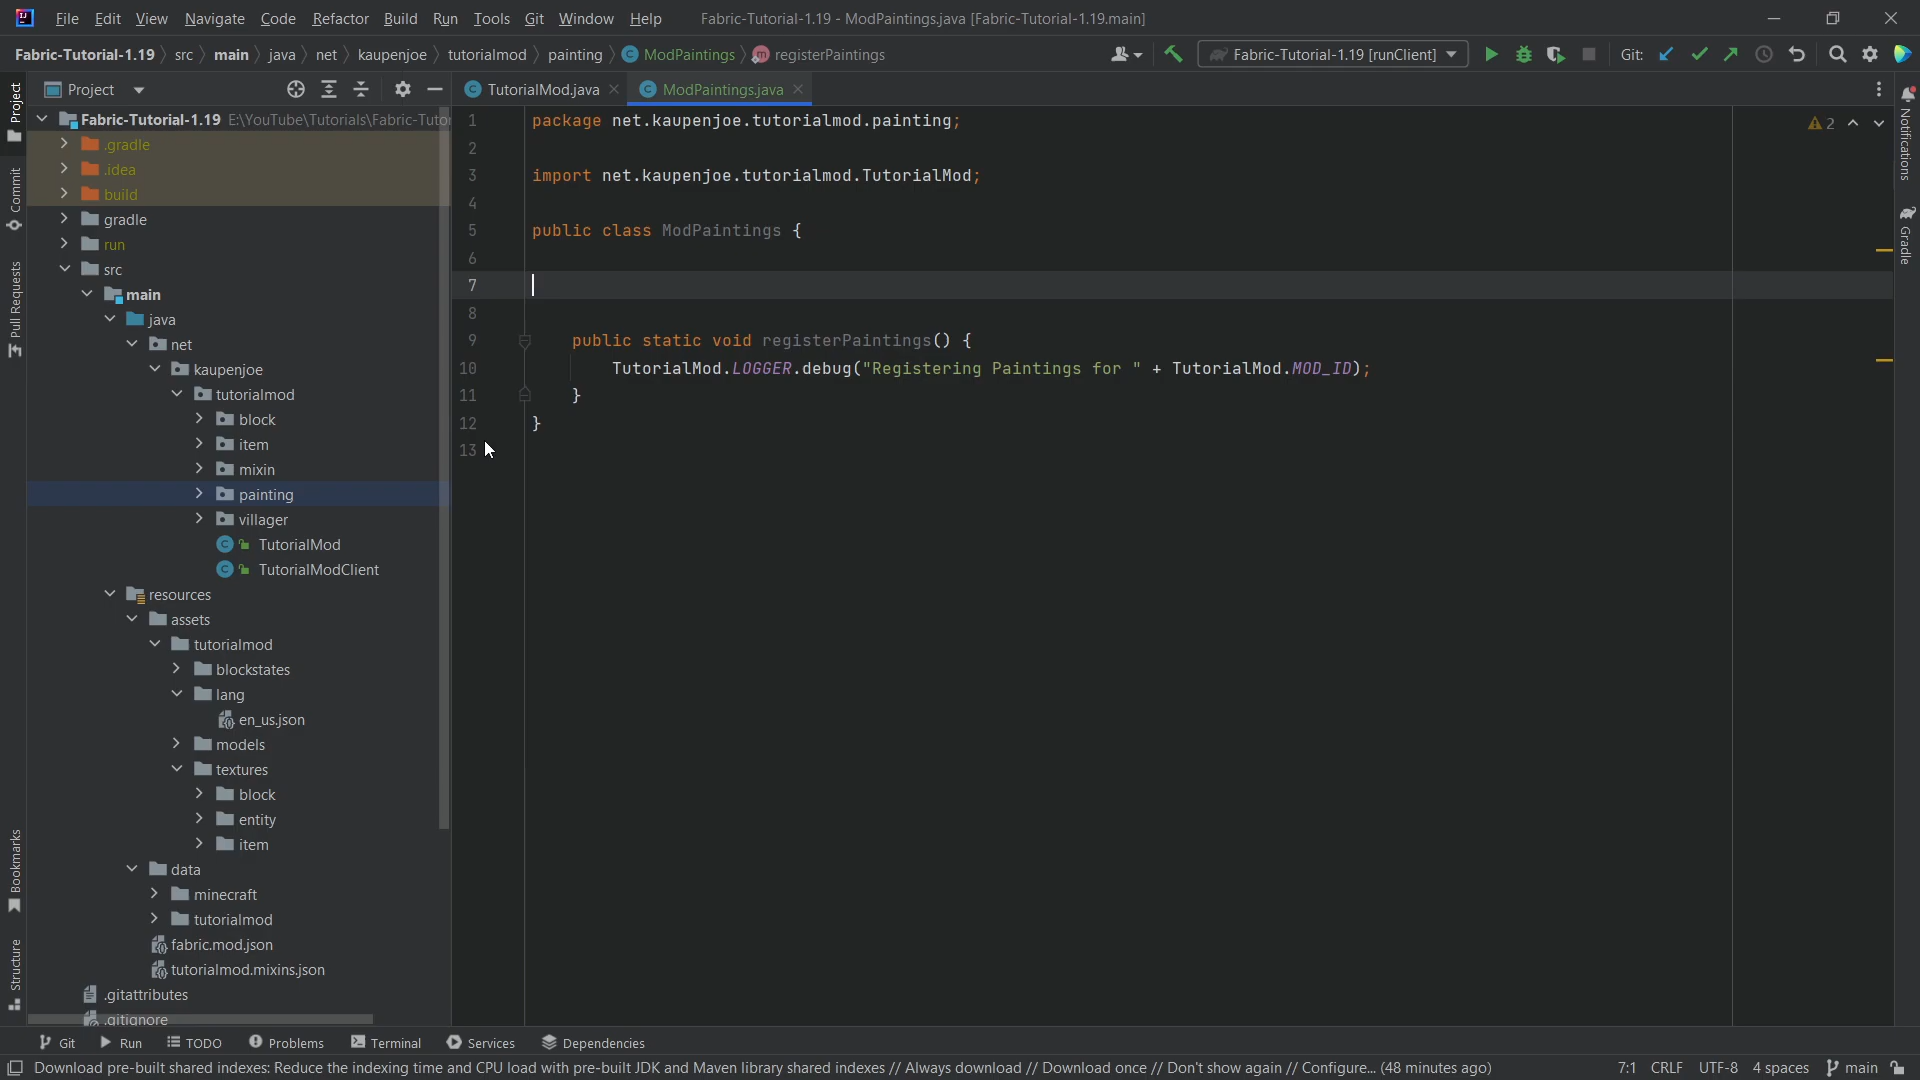 File Edit View Navigate Code Refactor Build Run Tools Git Window Help Fabric-Tutorial-1.19 - ModPaintings.java [Fabric-Tutorial-1.19.main]
Fabric-Tutorial-1.19 src main java net kaupenjoe tutorialmod painting ModPaintings registerPaintings Fabric-Tutorial-1.19 [runClient] Git:
Project TutorialMod.java ModPaintings.java
Project
Commit
Pull Requests
Bookmarks
Structure
Fabric-Tutorial-1.19 E:\YouTube\Tutorials\Fabric-Tutor
.gradle
.idea
build
gradle
run
src
main
java
net
kaupenjoe
tutorialmod
block
item
mixin
painting
villager
TutorialMod
TutorialModClient
resources
assets
tutorialmod
blockstates
lang
en_us.json
models
textures
block
entity
item
data
minecraft
tutorialmod
fabric.mod.json
tutorialmod.mixins.json
.gitattributes
.gitignore
1 package net.kaupenjoe.tutorialmod.painting;
2
3 import net.kaupenjoe.tutorialmod.TutorialMod;
4
5 public class ModPaintings {
6
7
8
9 public static void registerPaintings() {
10 TutorialMod.LOGGER.debug("Registering Paintings for " + TutorialMod.MOD_ID);
11 }
12 }
13
2
Notifications
Gradle
Git Run TODO Problems Terminal Services Dependencies
Download pre-built shared indexes: Reduce the indexing time and CPU load with pre-built JDK and Maven library shared indexes // Always download // Download once // Don't show again // Configure... (48 minutes ago) 7:1 CRLF UTF-8 4 spaces main